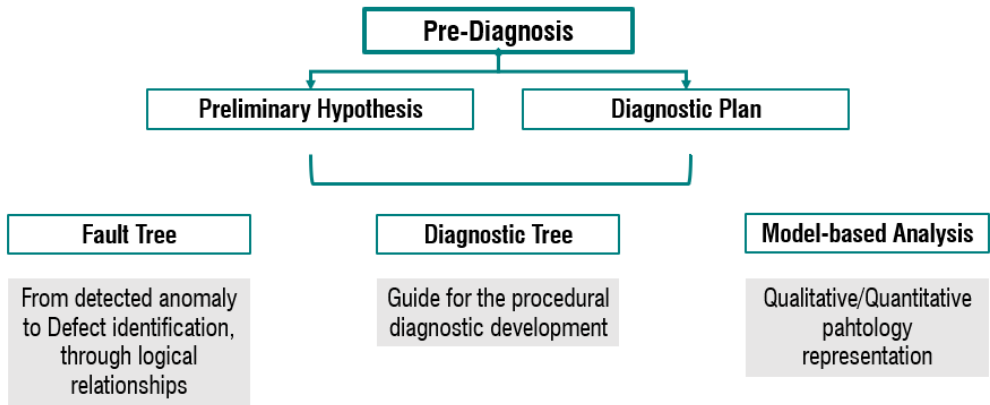 Pre-Diagnosis
Preliminary Hypothesis
Diagnostic Plan
Fault Tree
Diagnostic Tree
Model-based Analysis
From detected anomaly
to Defect identification,
through logical
relationships
Guide for the procedural
diagnostic development
Qualitative/Quantitative
pahtology
representation